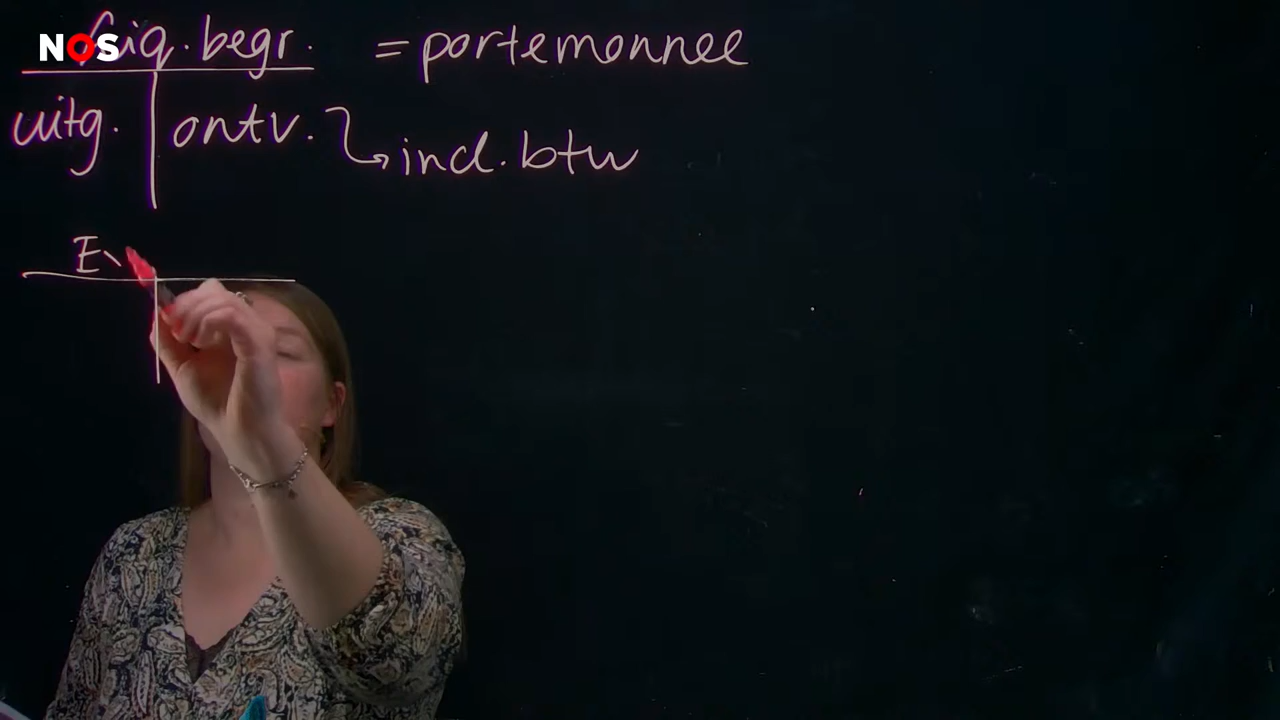 NOS
Liq. begr. = portemonnee
uitg. ontv. incl. btw